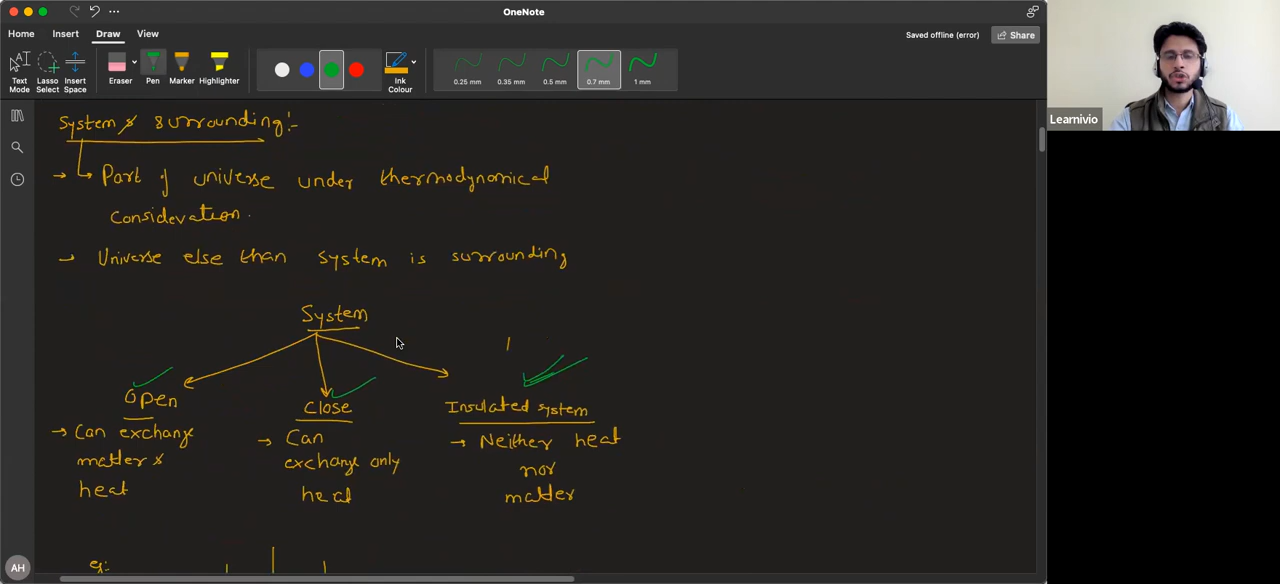 OneNote
Home Insert Draw View
Saved offline (error)
Share
Text Mode
Lasso Select
Insert Space
Eraser
Pen
Marker
Highlighter
Ink Colour
0.25 mm
0.35 mm
0.5 mm
0.7 mm
1 mm
Learnivio
System & surrounding:-
→ Part of universe under thermodynomical
consideration.
→ Universe else than system is surrounding
System
Open
→ Can exchange
matter &
heat
Close
→ Can
exchange only
heat
Insulated system
→ Neither heat
nor
matter
eg:
AH